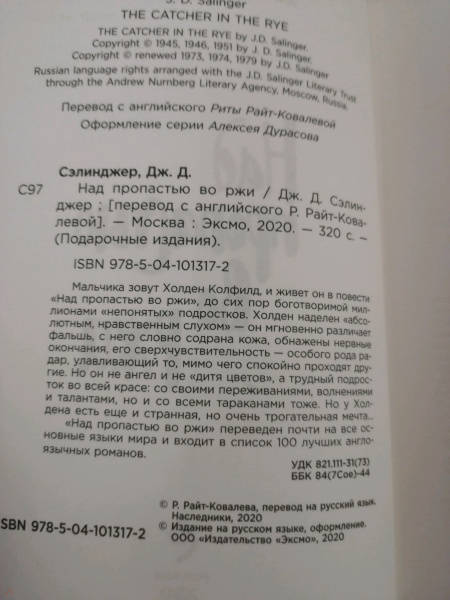 J. D. Salinger
THE CATCHER IN THE RYE
THE CATCHER IN THE RYE by J.D. Salinger.
Copyright © 1945, 1946, 1951 by J. D. Salinger.
Copyright © renewed 1973, 1974, 1979 by J. D. Salinger
Russian language rights arranged with the J.D. Salinger Literary Trust
through the Andrew Nurnberg Literary Agency, Moscow, Russia.
Перевод с английского Риты Райт-Ковалевой
Оформление серии Алексея Дурасова
Сэлинджер, Дж. Д.
С97 Над пропастью во ржи / Дж. Д. Сэлин-
джер ; [перевод с английского Р. Райт-Кова-
левой]. — Москва : Эксмо, 2020. — 320 с. —
(Подарочные издания).
ISBN 978-5-04-101317-2
Мальчика зовут Холден Колфилд, и живет он в повести
«Над пропастью во ржи», до сих пор боготворимой мил-
лионами «непонятых» подростков. Холден наделен «абсо-
лютным, нравственным слухом» — он мгновенно различает
фальшь, с него словно содрана кожа, обнажены нервные
окончания, его сверхчувствительность — особого рода ра-
дар, улавливающий то, мимо чего спокойно проходят дру-
гие. Но он не ангел и не «дитя цветов», а трудный подрос-
ток во всей красе: со своими переживаниями, волнениями
и талантами, но и со всеми тараканами тоже. Но у Хол-
дена есть еще и странная, но очень трогательная мечта...
«Над пропастью во ржи» переведен почти на все ос-
новные языки мира и входит в список 100 лучших англо-
язычных романов.
УДК 821.111-31(73)
ББК 84(7Сое)-44
© Р. Райт-Ковалева, перевод на русский язык.
Наследники, 2020
© Издание на русском языке, оформление.
ООО «Издательство «Эксмо», 2020
ISBN 978-5-04-101317-2